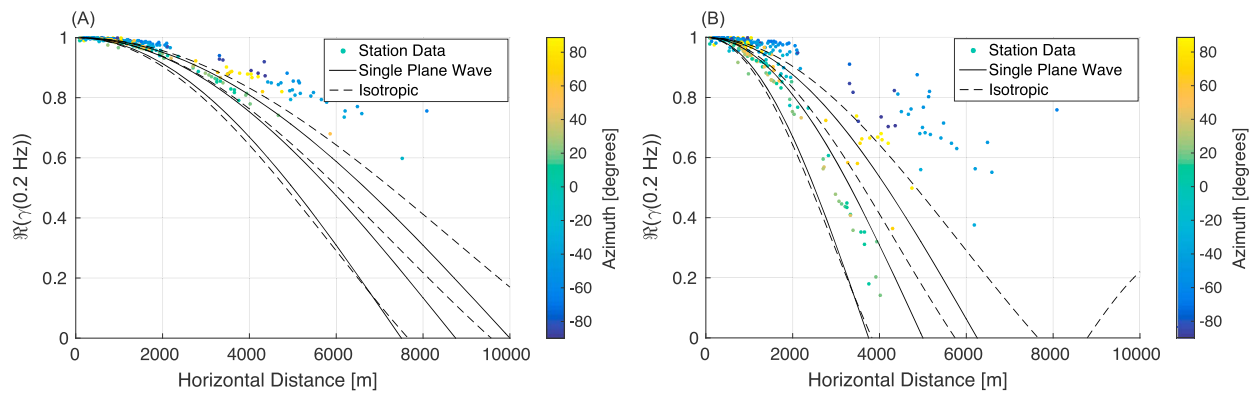 (A)
1
0.8
0.6
0.4
0.2
0
ℜ(γ(0.2 Hz))
0 2000 4000 6000 8000 10000
Horizontal Distance [m]
Station Data
Single Plane Wave
Isotropic
80
60
40
20
0
-20
-40
-60
-80
Azimuth [degrees]
(B)
1
0.8
0.6
0.4
0.2
0
ℜ(γ(0.2 Hz))
0 2000 4000 6000 8000 10000
Horizontal Distance [m]
Station Data
Single Plane Wave
Isotropic
80
60
40
20
0
-20
-40
-60
-80
Azimuth [degrees]